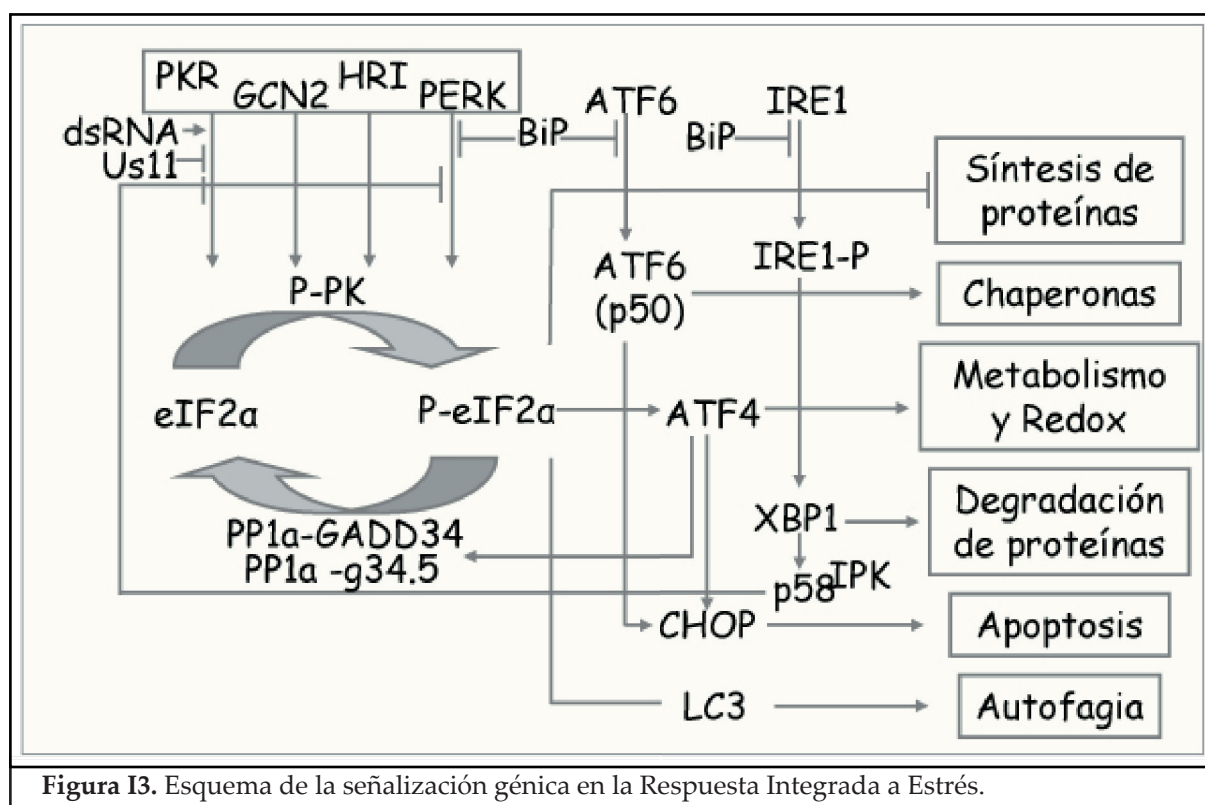 PKR
GCN2
HRI
PERK
dsRNA
Us11
BiP
ATF6
BiP
IRE1
Síntesis de
proteínas
ATF6
(p50)
IRE1-P
Chaperonas
P-PK
eIF2α
P-eIF2α
ATF4
Metabolismo
y Redox
XBP1
Degradación
de proteínas
PP1a-GADD34
PP1a -g34.5
p58IPK
CHOP
Apoptosis
LC3
Autofagia
Figura I3. Esquema de la señalización génica en la Respuesta Integrada a Estrés.